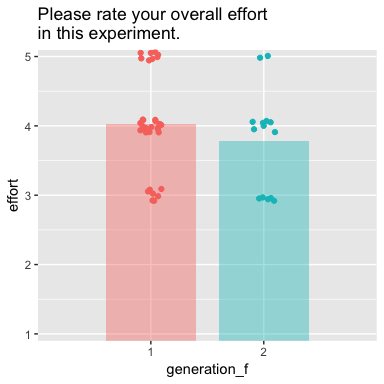 Please rate your overall effort
in this experiment.
5
4
3
2
1
effort
1 2
generation_f